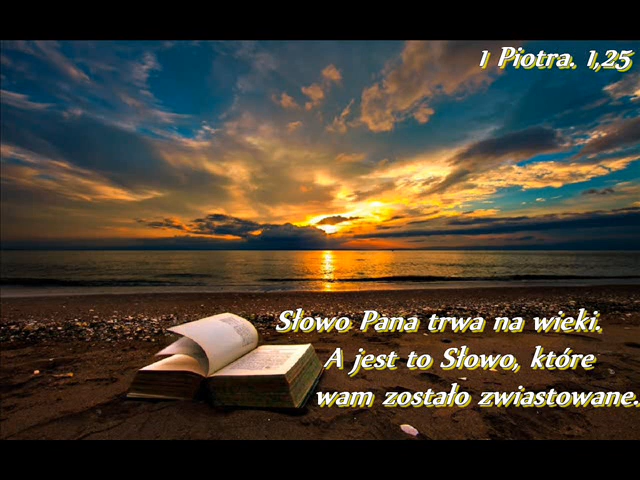 1 Piotra. 1,25
Słowo Pana trwa na wieki.
A jest to Słowo, które
wam zostało zwiastowane.